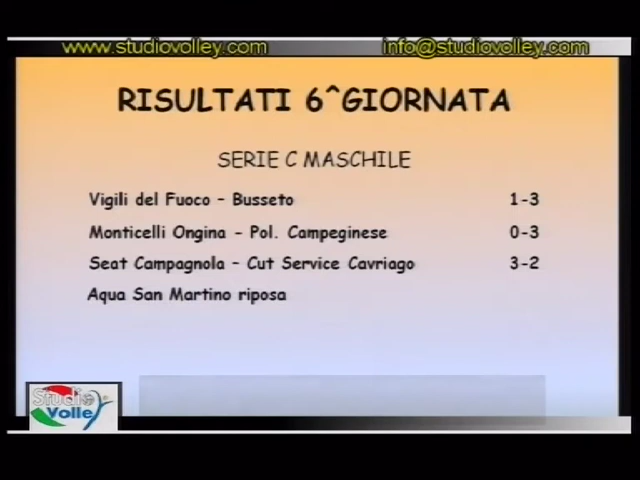 www.studiovolley.com info@studiovolley.com
RISULTATI 6^GIORNATA
SERIE C MASCHILE
Vigili del Fuoco - Busseto 1-3
Monticelli Ongina - Pol. Campeginese 0-3
Seat Campagnola - Cut Service Cavriago 3-2
Aqua San Martino riposa
Studio
Volley